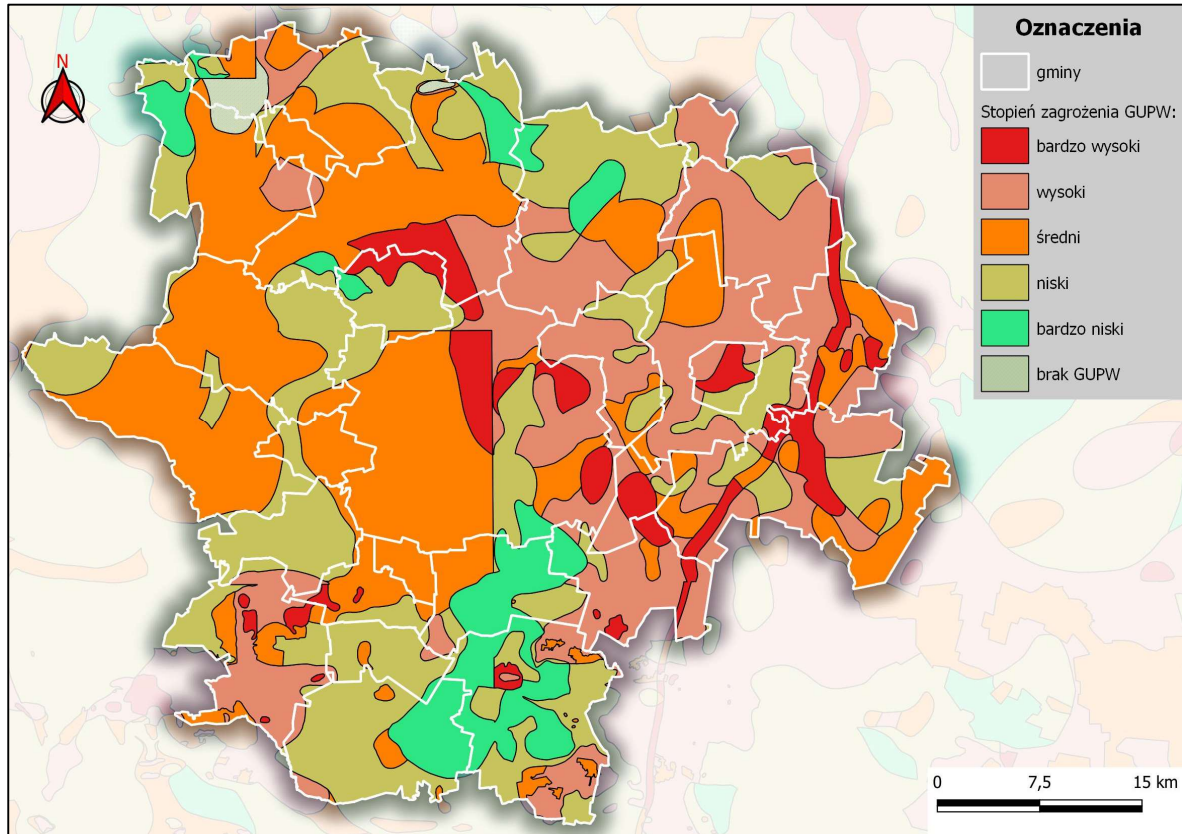 N
Oznaczenia
gminy
Stopień zagrożenia GUPW:
bardzo wysoki
wysoki
średni
niski
bardzo niski
brak GUPW
0 7,5 15 km